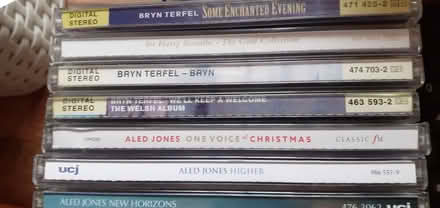 DIGITAL STEREO BRYN TERFEL SOME ENCHANTED EVENING 471 425-2
Sir Harry Secombe - The Gold Collection
DIGITAL STEREO BRYN TERFEL – BRYN 474 703-2
DIGITAL STEREO BRYN TERFEL – WE'LL KEEP A WELCOME 463 593-2
THE WELSH ALBUM
ALED JONES ONE VOICE at CHRISTMAS CLASSIC fM
ucj ALED JONES HIGHER
ucj ALED JONES NEW HORIZONS 476 3062